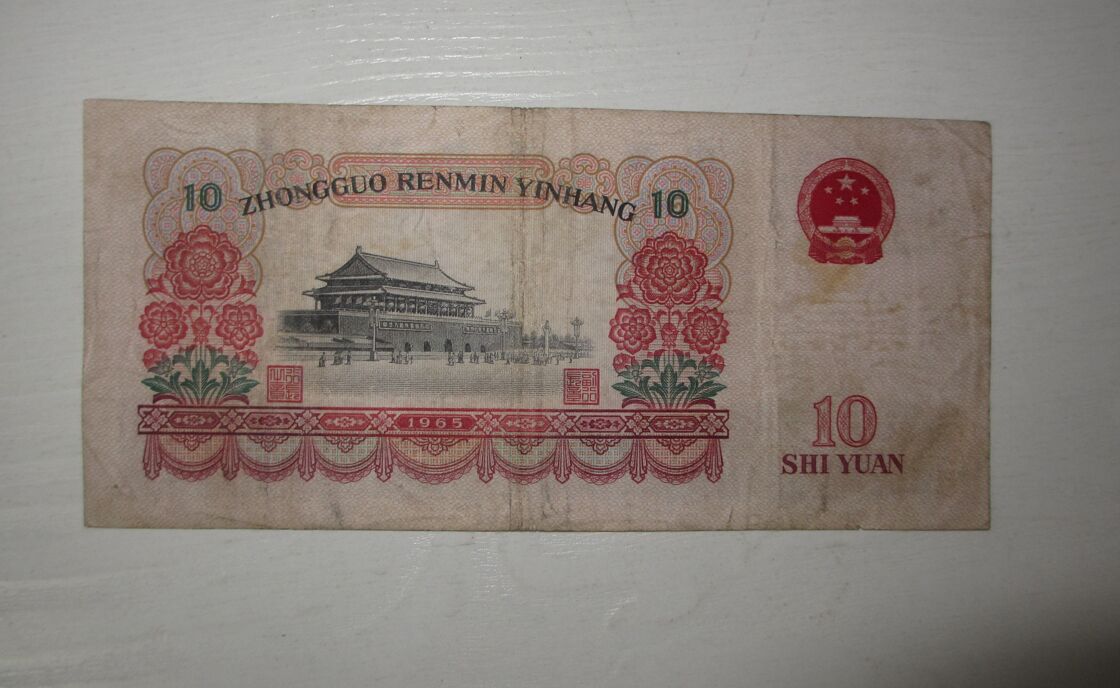 10 ZHONGGUO RENMIN YINHANG 10
1965
10
SHI YUAN